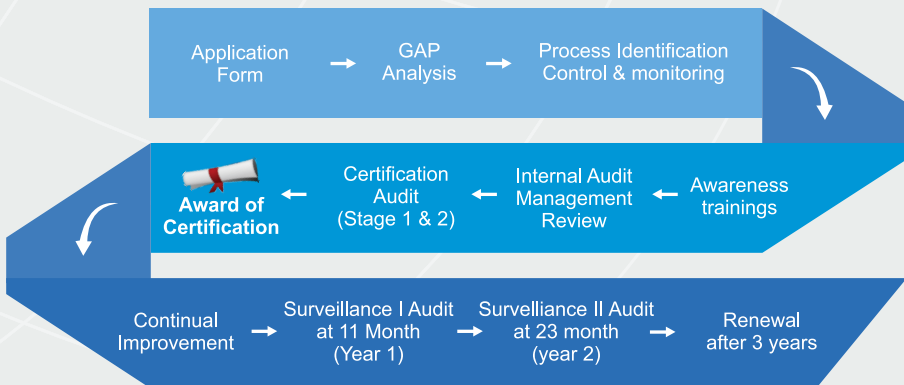 Application
Form
GAP
Analysis
Process Identification
Control & monitoring
Awareness
trainings
Internal Audit
Management
Review
Certification
Audit
(Stage 1 & 2)
Award of
Certification
Continual
Improvement
Surveillance I Audit
at 11 Month
(Year 1)
Survelliance II Audit
at 23 month
(year 2)
Renewal
after 3 years